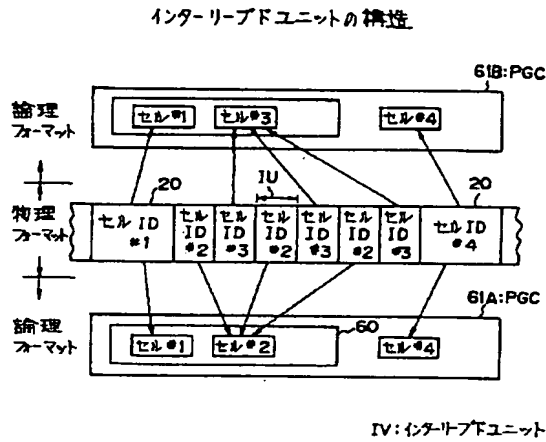 インターリーブドユニットの構造
61B:PGC
論理
フォーマット
セル#1
セル#3
セル#4
20
IU
20
物理
フォーマット
セル ID
#1
セル
ID
#2
セル
ID
#3
セル
ID
#2
セル
ID
#3
セル
ID
#2
セル
ID
#3
セル ID
#4
61A:PGC
論理
フォーマット
60
セル#1
セル#2
セル#4
IV:インターリーブドユニット